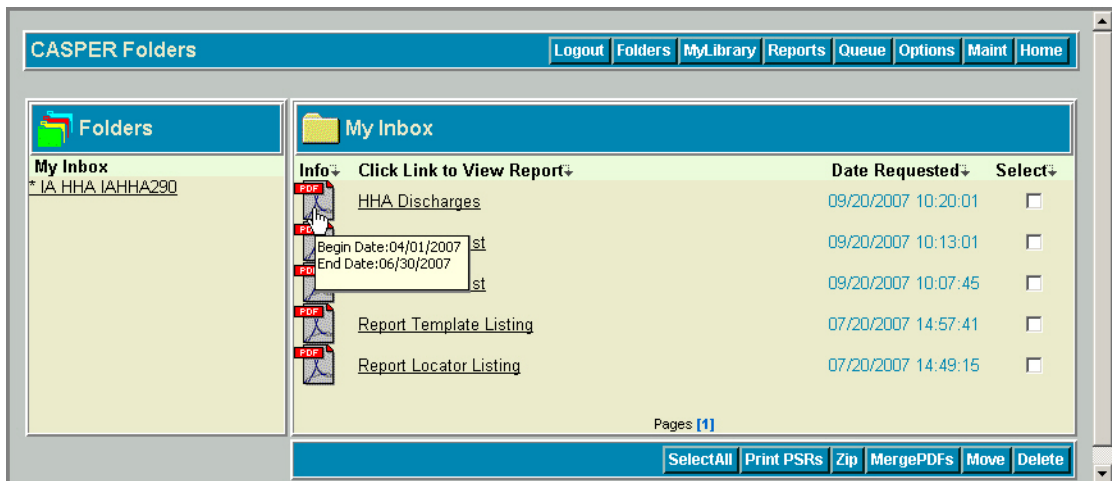 CASPER Folders
Logout Folders MyLibrary Reports Queue Options Maint Home
Folders
My Inbox
* IA HHA IAHHA290
My Inbox
Info Click Link to View Report Date Requested Select
PDF HHA Discharges 09/20/2007 10:20:01
st 09/20/2007 10:13:01
Begin Date:04/01/2007
End Date:06/30/2007
st 09/20/2007 10:07:45
PDF Report Template Listing 07/20/2007 14:57:41
PDF Report Locator Listing 07/20/2007 14:49:15
Pages [1]
SelectAll Print PSRs Zip MergePDFs Move Delete